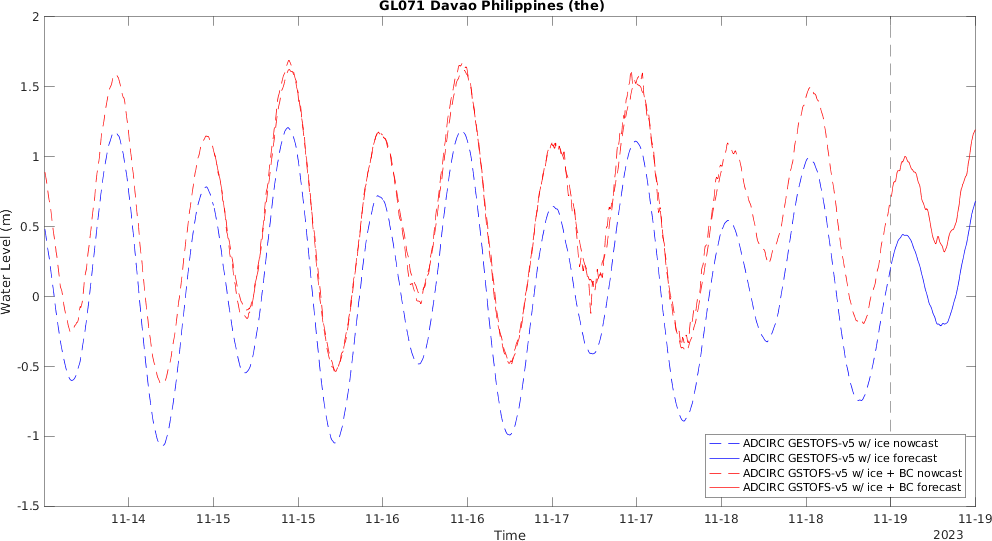 GL071 Davao Philippines (the)
2
1.5
1
0.5
0
-0.5
-1
-1.5
Water Level (m)
ADCIRC GESTOFS-v5 w/ ice nowcast
ADCIRC GESTOFS-v5 w/ ice forecast
ADCIRC GSTOFS-v5 w/ ice + BC nowcast
ADCIRC GSTOFS-v5 w/ ice + BC forecast
11-14 11-15 11-15 11-16 11-16 11-17 11-17 11-18 11-18 11-19 11-19
Time
2023